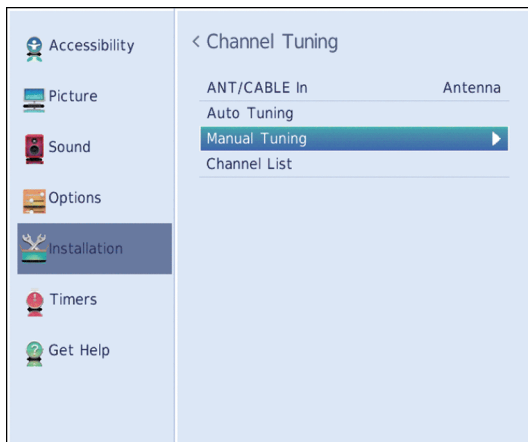 Accessibility
Picture
Sound
Options
Installation
Timers
Get Help
< Channel Tuning
ANT/CABLE In Antenna
Auto Tuning
Manual Tuning
Channel List